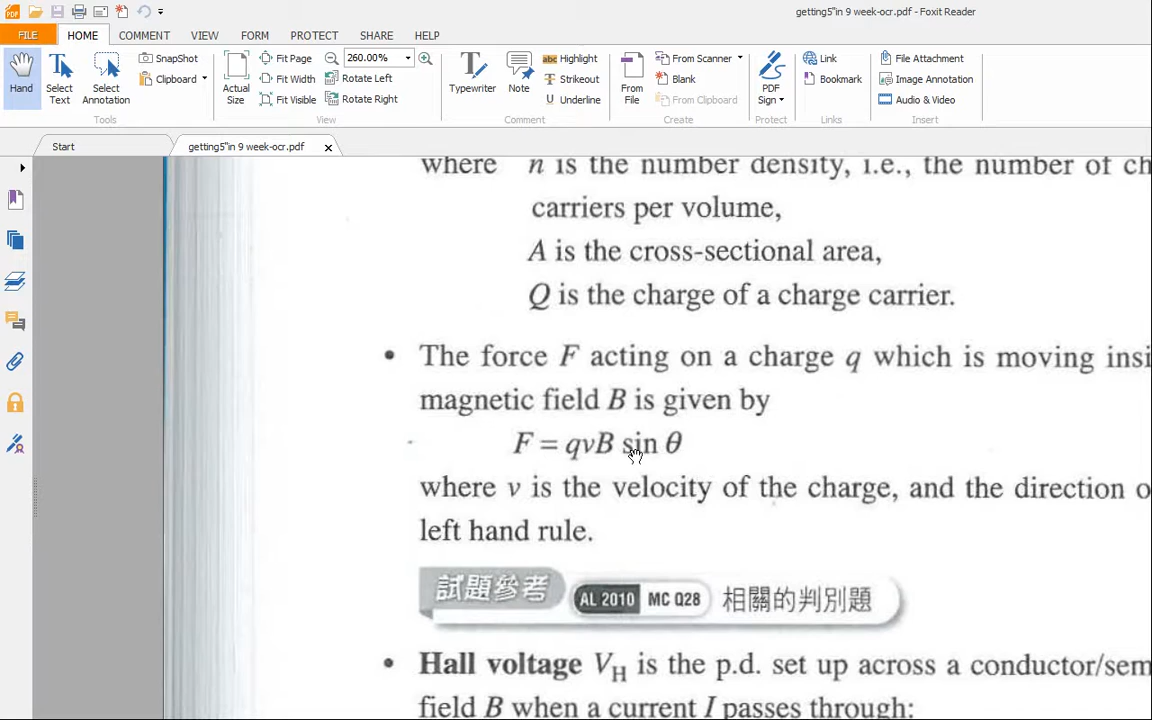 getting5"in 9 week-ocr.pdf - Foxit Reader
FILE HOME COMMENT VIEW FORM PROTECT SHARE HELP
Hand
Select Text
Select Annotation
SnapShot
Clipboard
Tools
Actual Size
Fit Page
Fit Width
Fit Visible
260.00%
Rotate Left
Rotate Right
View
Typewriter
Note
Highlight
Strikeout
Underline
Comment
From File
From Scanner
Blank
From Clipboard
Create
PDF Sign
Protect
Link
Bookmark
Links
File Attachment
Image Annotation
Audio & Video
Insert
Start
getting5"in 9 week-ocr.pdf
where n is the number density, i.e., the number of ch
carriers per volume,
A is the cross-sectional area,
Q is the charge of a charge carrier.
• The force F acting on a charge q which is moving insi
magnetic field B is given by
F = qvB sin θ
where v is the velocity of the charge, and the direction o
left hand rule.
試題參考 AL 2010 MC Q28 相關的判別題
• Hall voltage VH is the p.d. set up across a conductor/sem
field B when a current I passes through: